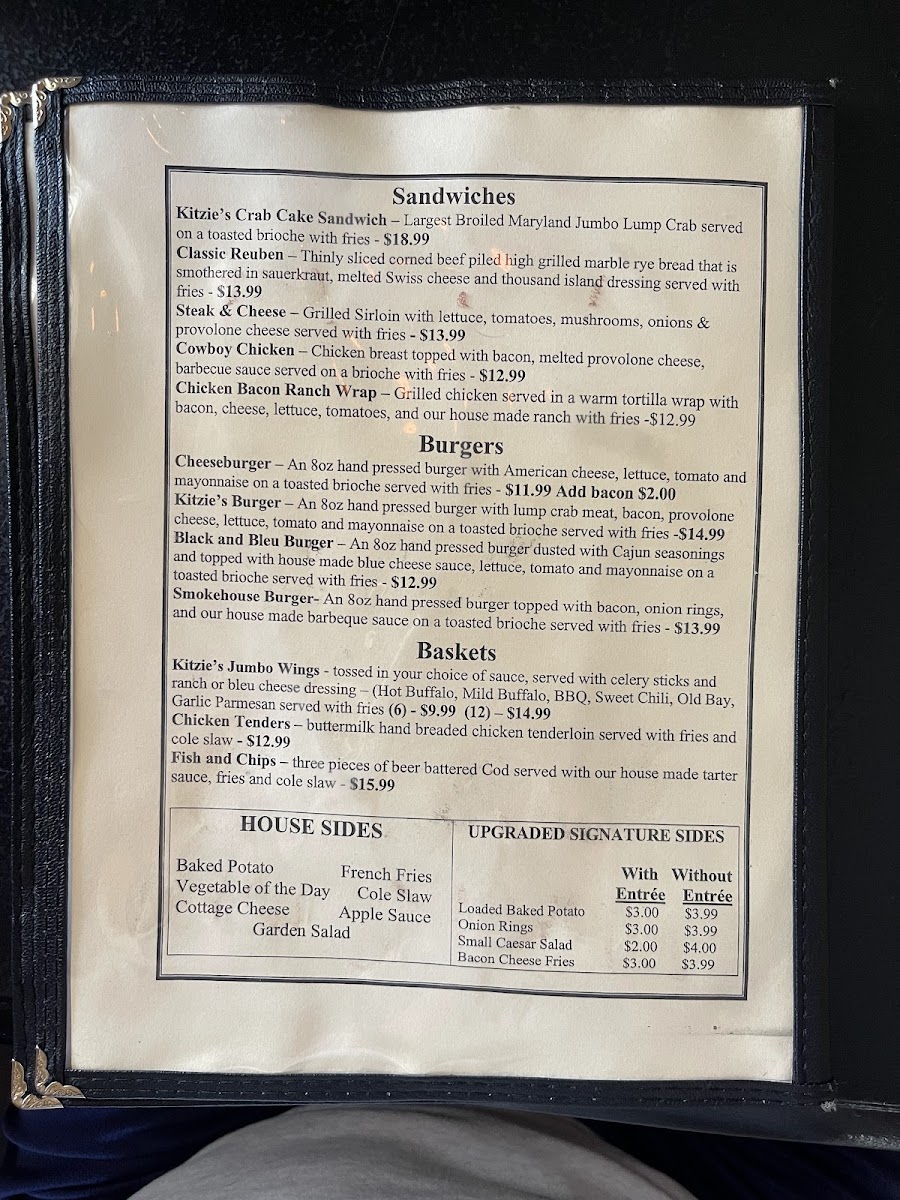 Sandwiches
Kitzie's Crab Cake Sandwich – Largest Broiled Maryland Jumbo Lump Crab served
on a toasted brioche with fries - $18.99
Classic Reuben – Thinly sliced corned beef piled high grilled marble rye bread that is
smothered in sauerkraut, melted Swiss cheese and thousand island dressing served with
fries - $13.99
Steak & Cheese – Grilled Sirloin with lettuce, tomatoes, mushrooms, onions &
provolone cheese served with fries - $13.99
Cowboy Chicken – Chicken breast topped with bacon, melted provolone cheese,
barbecue sauce served on a brioche with fries - $12.99
Chicken Bacon Ranch Wrap – Grilled chicken served in a warm tortilla wrap with
bacon, cheese, lettuce, tomatoes, and our house made ranch with fries -$12.99
Burgers
Cheeseburger – An 8oz hand pressed burger with American cheese, lettuce, tomato and
mayonnaise on a toasted brioche served with fries - $11.99 Add bacon $2.00
Kitzie's Burger – An 8oz hand pressed burger with lump crab meat, bacon, provolone
cheese, lettuce, tomato and mayonnaise on a toasted brioche served with fries -$14.99
Black and Bleu Burger – An 8oz hand pressed burger dusted with Cajun seasonings
and topped with house made blue cheese sauce, lettuce, tomato and mayonnaise on a
toasted brioche served with fries - $12.99
Smokehouse Burger- An 8oz hand pressed burger topped with bacon, onion rings,
and our house made barbeque sauce on a toasted brioche served with fries - $13.99
Baskets
Kitzie's Jumbo Wings - tossed in your choice of sauce, served with celery sticks and
ranch or bleu cheese dressing – (Hot Buffalo, Mild Buffalo, BBQ, Sweet Chili, Old Bay,
Garlic Parmesan served with fries (6) - $9.99 (12) – $14.99
Chicken Tenders – buttermilk hand breaded chicken tenderloin served with fries and
cole slaw - $12.99
Fish and Chips – three pieces of beer battered Cod served with our house made tarter
sauce, fries and cole slaw - $15.99
HOUSE SIDES
Baked Potato French Fries
Vegetable of the Day Cole Slaw
Cottage Cheese Apple Sauce
Garden Salad
UPGRADED SIGNATURE SIDES
With Without
Entrée Entrée
Loaded Baked Potato $3.00 $3.99
Onion Rings $3.00 $3.99
Small Caesar Salad $2.00 $4.00
Bacon Cheese Fries $3.00 $3.99